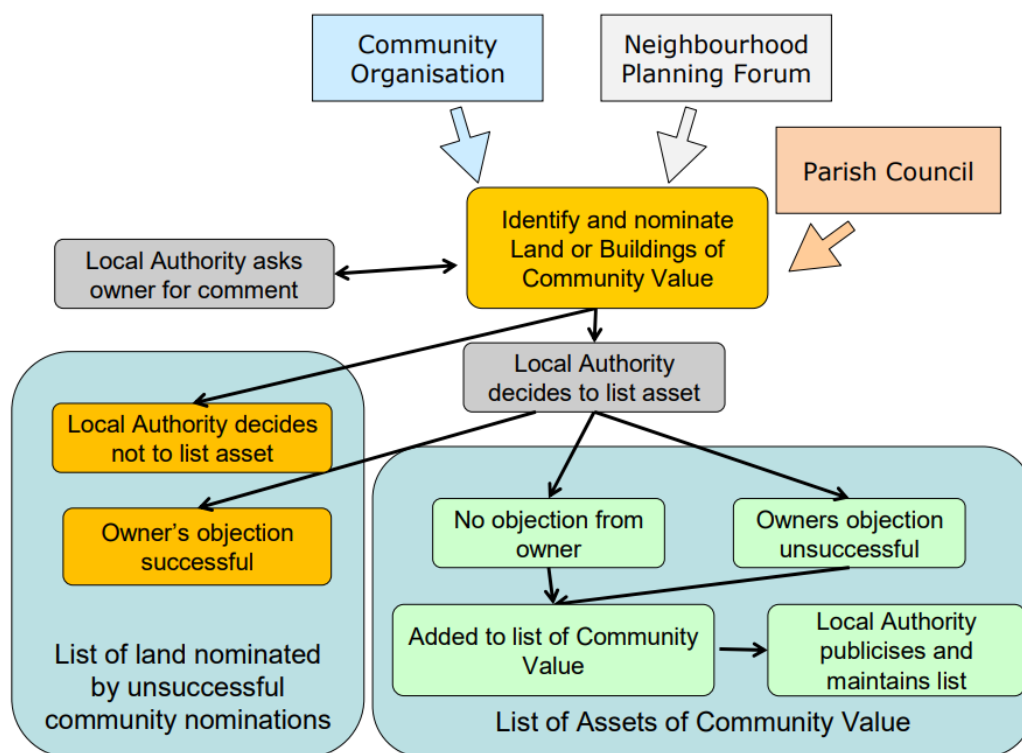 Community
Organisation
Neighbourhood
Planning Forum
Parish Council
Identify and nominate
Land or Buildings of
Community Value
Local Authority asks
owner for comment
Local Authority
decides to list asset
Local Authority decides
not to list asset
Owner’s objection
successful
No objection from
owner
Owners objection
unsuccessful
Added to list of Community
Value
Local Authority
publicises and
maintains list
List of land nominated
by unsuccessful
community nominations
List of Assets of Community Value